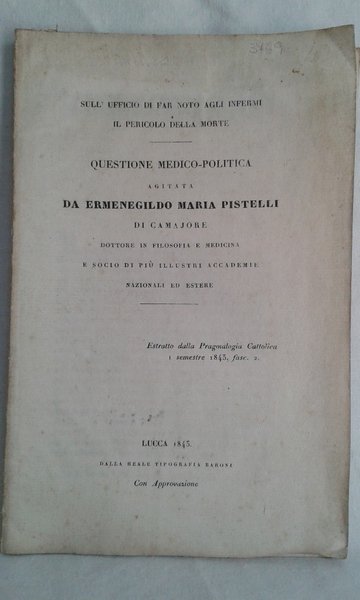 SULL' UFFICIO DI FAR NOTO AGLI INFERMI
IL PERICOLO DELLA MORTE
QUESTIONE MEDICO-POLITICA
AGITATA
DA ERMENEGILDO MARIA PISTELLI
DI CAMAJORE
DOTTORE IN FILOSOFIA E MEDICINA
E SOCIO DI PIÙ ILLUSTRI ACCADEMIE
NAZIONALI ED ESTERE
Estratto dalla Pragmalogia Cattolica
1 semestre 1843, fasc. 2.
LUCCA 1843.
DALLA REALE TIPOGRAFIA BARONI
Con Approvazione